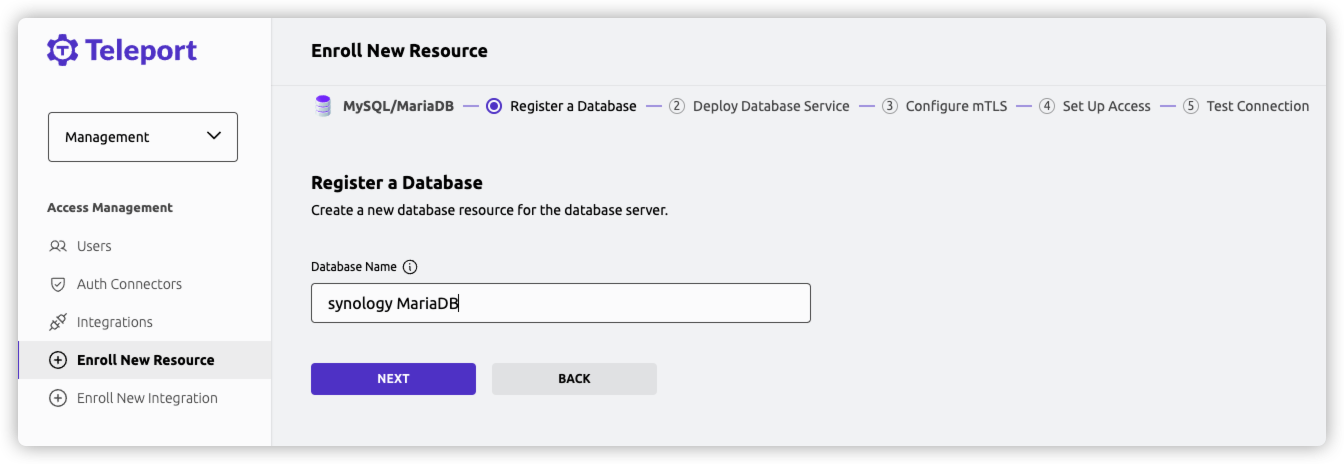 Teleport
Management
Access Management
Users
Auth Connectors
Integrations
Enroll New Resource
Enroll New Integration
Enroll New Resource
MySQL/MariaDB Register a Database 2 Deploy Database Service 3 Configure mTLS 4 Set Up Access 5 Test Connection
Register a Database
Create a new database resource for the database server.
Database Name
synology MariaDB
NEXT BACK